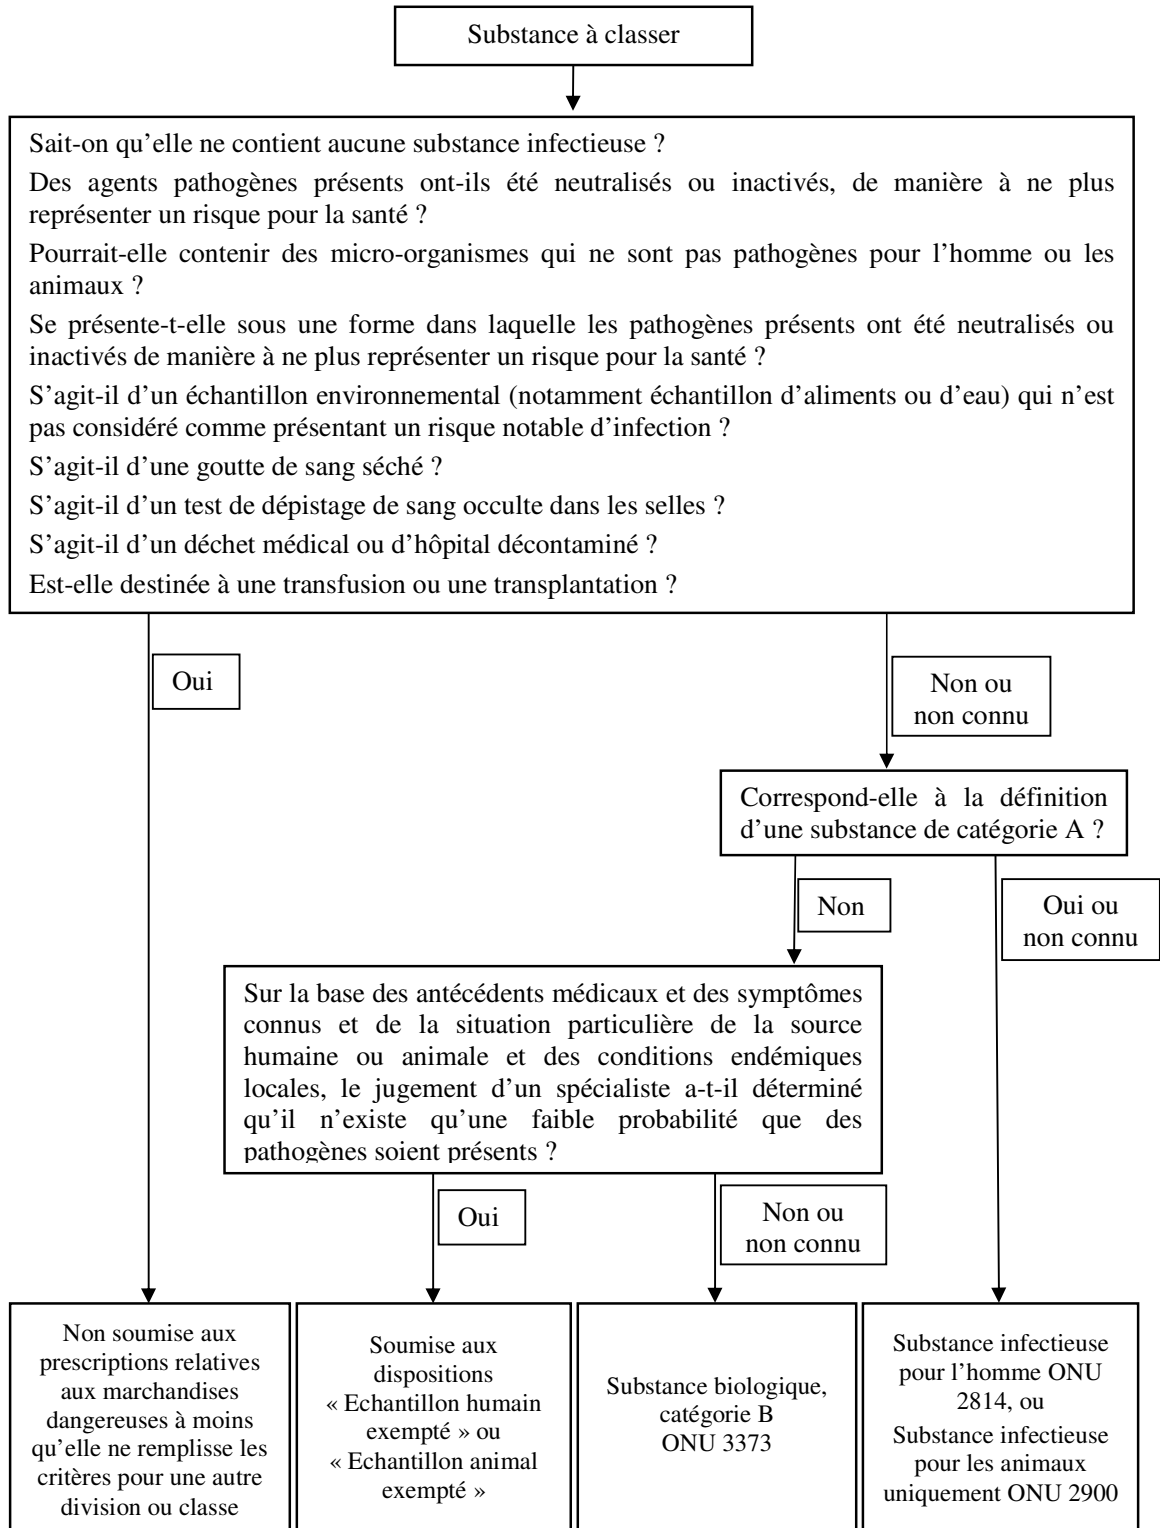 Substance à classer
Sait-on qu’elle ne contient aucune substance infectieuse ?
Des agents pathogènes présents ont-ils été neutralisés ou inactivés, de manière à ne plus
représenter un risque pour la santé ?
Pourrait-elle contenir des micro-organismes qui ne sont pas pathogènes pour l’homme ou les
animaux ?
Se présente-t-elle sous une forme dans laquelle les pathogènes présents ont été neutralisés ou
inactivés de manière à ne plus représenter un risque pour la santé ?
S’agit-il d’un échantillon environnemental (notamment échantillon d’aliments ou d’eau) qui n’est
pas considéré comme présentant un risque notable d’infection ?
S’agit-il d’une goutte de sang séché ?
S’agit-il d’un test de dépistage de sang occulte dans les selles ?
S’agit-il d’un déchet médical ou d’hôpital décontaminé ?
Est-elle destinée à une transfusion ou une transplantation ?
Oui
Non ou
non connu
Correspond-elle à la définition
d’une substance de catégorie A ?
Non
Oui ou
non connu
Sur la base des antécédents médicaux et des symptômes
connus et de la situation particulière de la source
humaine ou animale et des conditions endémiques
locales, le jugement d’un spécialiste a-t-il déterminé
qu’il n’existe qu’une faible probabilité que des
pathogènes soient présents ?
Oui
Non ou
non connu
Non soumise aux
prescriptions relatives
aux marchandises
dangereuses à moins
qu’elle ne remplisse les
critères pour une autre
division ou classe
Soumise aux
dispositions
« Echantillon humain
exempté » ou
« Echantillon animal
exempté »
Substance biologique,
catégorie B
ONU 3373
Substance infectieuse
pour l’homme ONU
2814, ou
Substance infectieuse
pour les animaux
uniquement ONU 2900